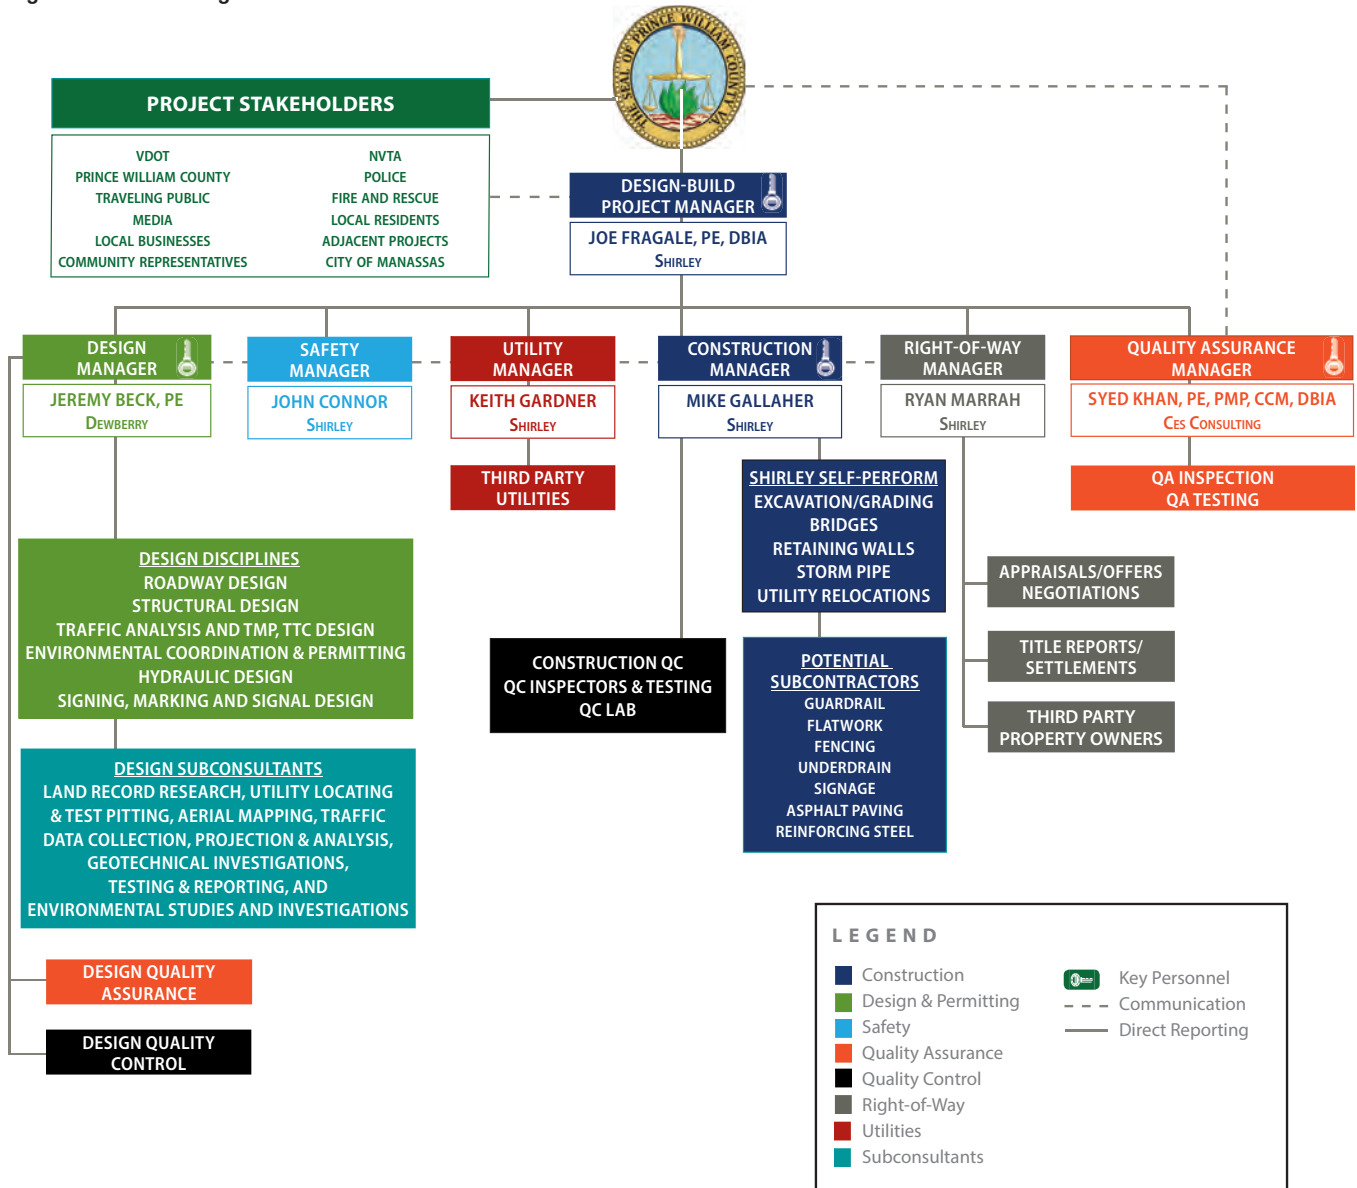 THE SEAL OF PRINCE WILLIAM COUNTY VA.
PROJECT STAKEHOLDERS
VDOT
PRINCE WILLIAM COUNTY
TRAVELING PUBLIC
MEDIA
LOCAL BUSINESSES
COMMUNITY REPRESENTATIVES
NVTA
POLICE
FIRE AND RESCUE
LOCAL RESIDENTS
ADJACENT PROJECTS
CITY OF MANASSAS
DESIGN-BUILD
PROJECT MANAGER
JOE FRAGALE, PE, DBIA
SHIRLEY
DESIGN
MANAGER
JEREMY BECK, PE
DEWBERRY
SAFETY
MANAGER
JOHN CONNOR
SHIRLEY
UTILITY
MANAGER
KEITH GARDNER
SHIRLEY
CONSTRUCTION
MANAGER
MIKE GALLAHER
SHIRLEY
RIGHT-OF-WAY
MANAGER
RYAN MARRAH
SHIRLEY
QUALITY ASSURANCE
MANAGER
SYED KHAN, PE, PMP, CCM, DBIA
CES CONSULTING
THIRD PARTY
UTILITIES
SHIRLEY SELF-PERFORM
EXCAVATION/GRADING
BRIDGES
RETAINING WALLS
STORM PIPE
UTILITY RELOCATIONS
QA INSPECTION
QA TESTING
DESIGN DISCIPLINES
ROADWAY DESIGN
STRUCTURAL DESIGN
TRAFFIC ANALYSIS AND TMP, TTC DESIGN
ENVIRONMENTAL COORDINATION & PERMITTING
HYDRAULIC DESIGN
SIGNING, MARKING AND SIGNAL DESIGN
CONSTRUCTION QC
QC INSPECTORS & TESTING
QC LAB
POTENTIAL
SUBCONTRACTORS
GUARDRAIL
FLATWORK
FENCING
UNDERDRAIN
SIGNAGE
ASPHALT PAVING
REINFORCING STEEL
APPRAISALS/OFFERS
NEGOTIATIONS
TITLE REPORTS/
SETTLEMENTS
THIRD PARTY
PROPERTY OWNERS
DESIGN SUBCONSULTANTS
LAND RECORD RESEARCH, UTILITY LOCATING
& TEST PITTING, AERIAL MAPPING, TRAFFIC
DATA COLLECTION, PROJECTION & ANALYSIS,
GEOTECHNICAL INVESTIGATIONS,
TESTING & REPORTING, AND
ENVIRONMENTAL STUDIES AND INVESTIGATIONS
DESIGN QUALITY
ASSURANCE
DESIGN QUALITY
CONTROL
LEGEND
Construction
Design & Permitting
Safety
Quality Assurance
Quality Control
Right-of-Way
Utilities
Subconsultants
Key Personnel
Communication
Direct Reporting